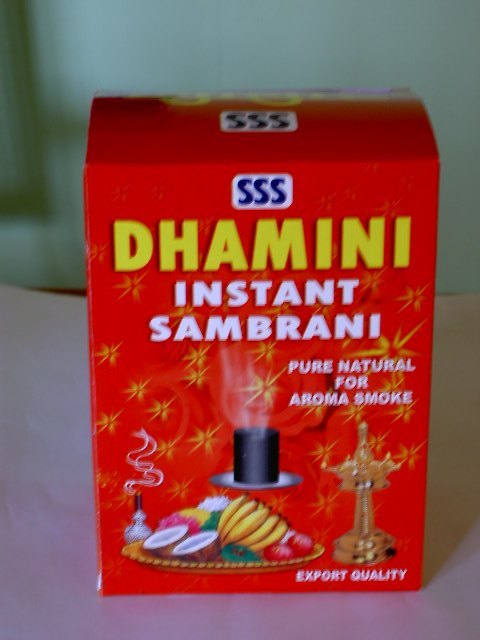 SSS
SSS
DHAMINI
INSTANT
SAMBRANI
PURE NATURAL
FOR
AROMA SMOKE
EXPORT QUALITY